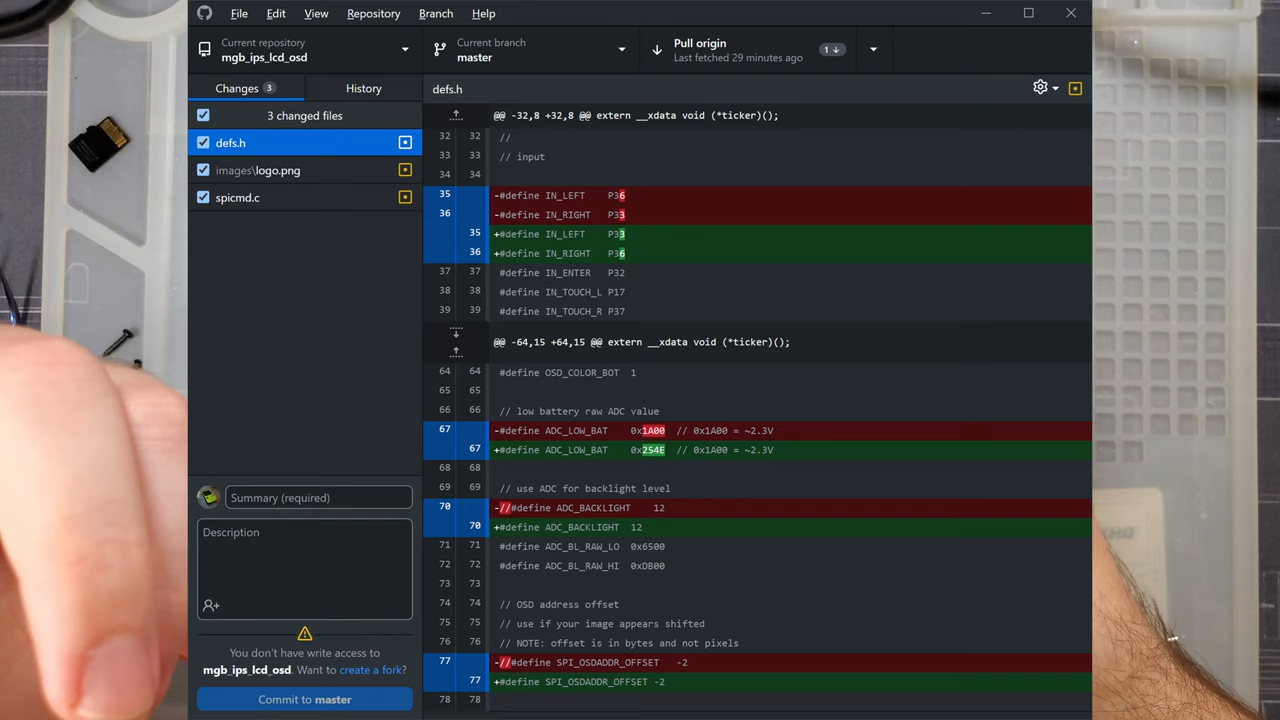 File Edit View Repository Branch Help
Current repository
mgb_ips_lcd_osd
Current branch
master
Pull origin
Last fetched 29 minutes ago
1
Changes 3 History
3 changed files
defs.h
images\logo.png
spicmd.c
defs.h
@@ -32,8 +32,8 @@ extern __xdata void (*ticker)();
32 32 //
33 33 // input
34 34
35 -#define IN_LEFT P36
36 -#define IN_RIGHT P33
35 +#define IN_LEFT P33
36 +#define IN_RIGHT P36
37 37 #define IN_ENTER P32
38 38 #define IN_TOUCH_L P17
39 39 #define IN_TOUCH_R P37
@@ -64,15 +64,15 @@ extern __xdata void (*ticker)();
64 64 #define OSD_COLOR_BOT 1
65 65
66 66 // low battery raw ADC value
67 -#define ADC_LOW_BAT 0x1A00 // 0x1A00 = ~2.3V
67 +#define ADC_LOW_BAT 0x254E // 0x1A00 = ~2.3V
68 68
69 69 // use ADC for backlight level
70 -//#define ADC_BACKLIGHT 12
70 +#define ADC_BACKLIGHT 12
71 71 #define ADC_BL_RAW_LO 0x6500
72 72 #define ADC_BL_RAW_HI 0xDB00
73 73
74 74 // OSD address offset
75 75 // use if your image appears shifted
76 76 // NOTE: offset is in bytes and not pixels
77 -//#define SPI_OSDADDR_OFFSET -2
77 +#define SPI_OSDADDR_OFFSET -2
78 78
Summary (required)
Description
You don't have write access to
mgb_ips_lcd_osd. Want to create a fork?
Commit to master